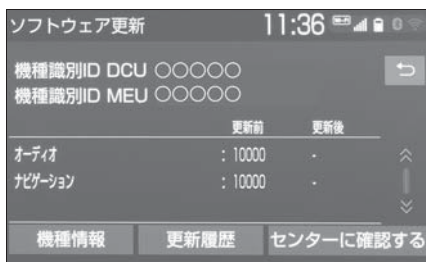 ソフトウェア更新 11:36
機種識別ID DCU ○○○○○
機種識別ID MEU ○○○○○
更新前 更新後
オーディオ : 10000 -
ナビゲーション : 10000 -
機種情報 更新履歴 センターに確認する